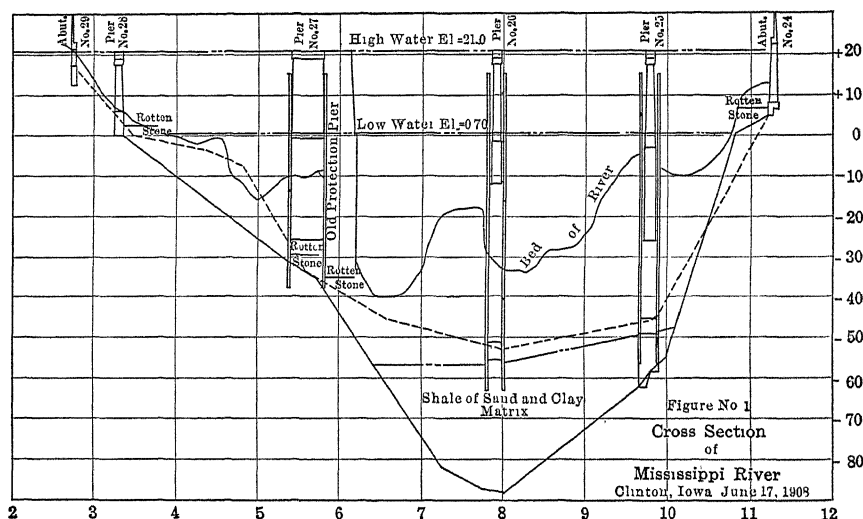 Abut.
No.29
Pier
No.28
Pier
No.27
Pier
No.26
Pier
No.25
Abut.
No.24
High Water El =21.0
+20
+10
Rotten
Stone
Rotten
Stone
Low Water El.=070
0
Old Protection Pier
Bed of River
- 10
- 20
Rotten
Stone
Rotten
Stone
- 30
- 40
- 50
- 60
Shale of Sand and Clay
Matrix
Figure No 1
Cross Section
of
Mississippi River
Clinton, Iowa June 17, 1908
- 70
- 80
2 3 4 5 6 7 8 9 10 11 12